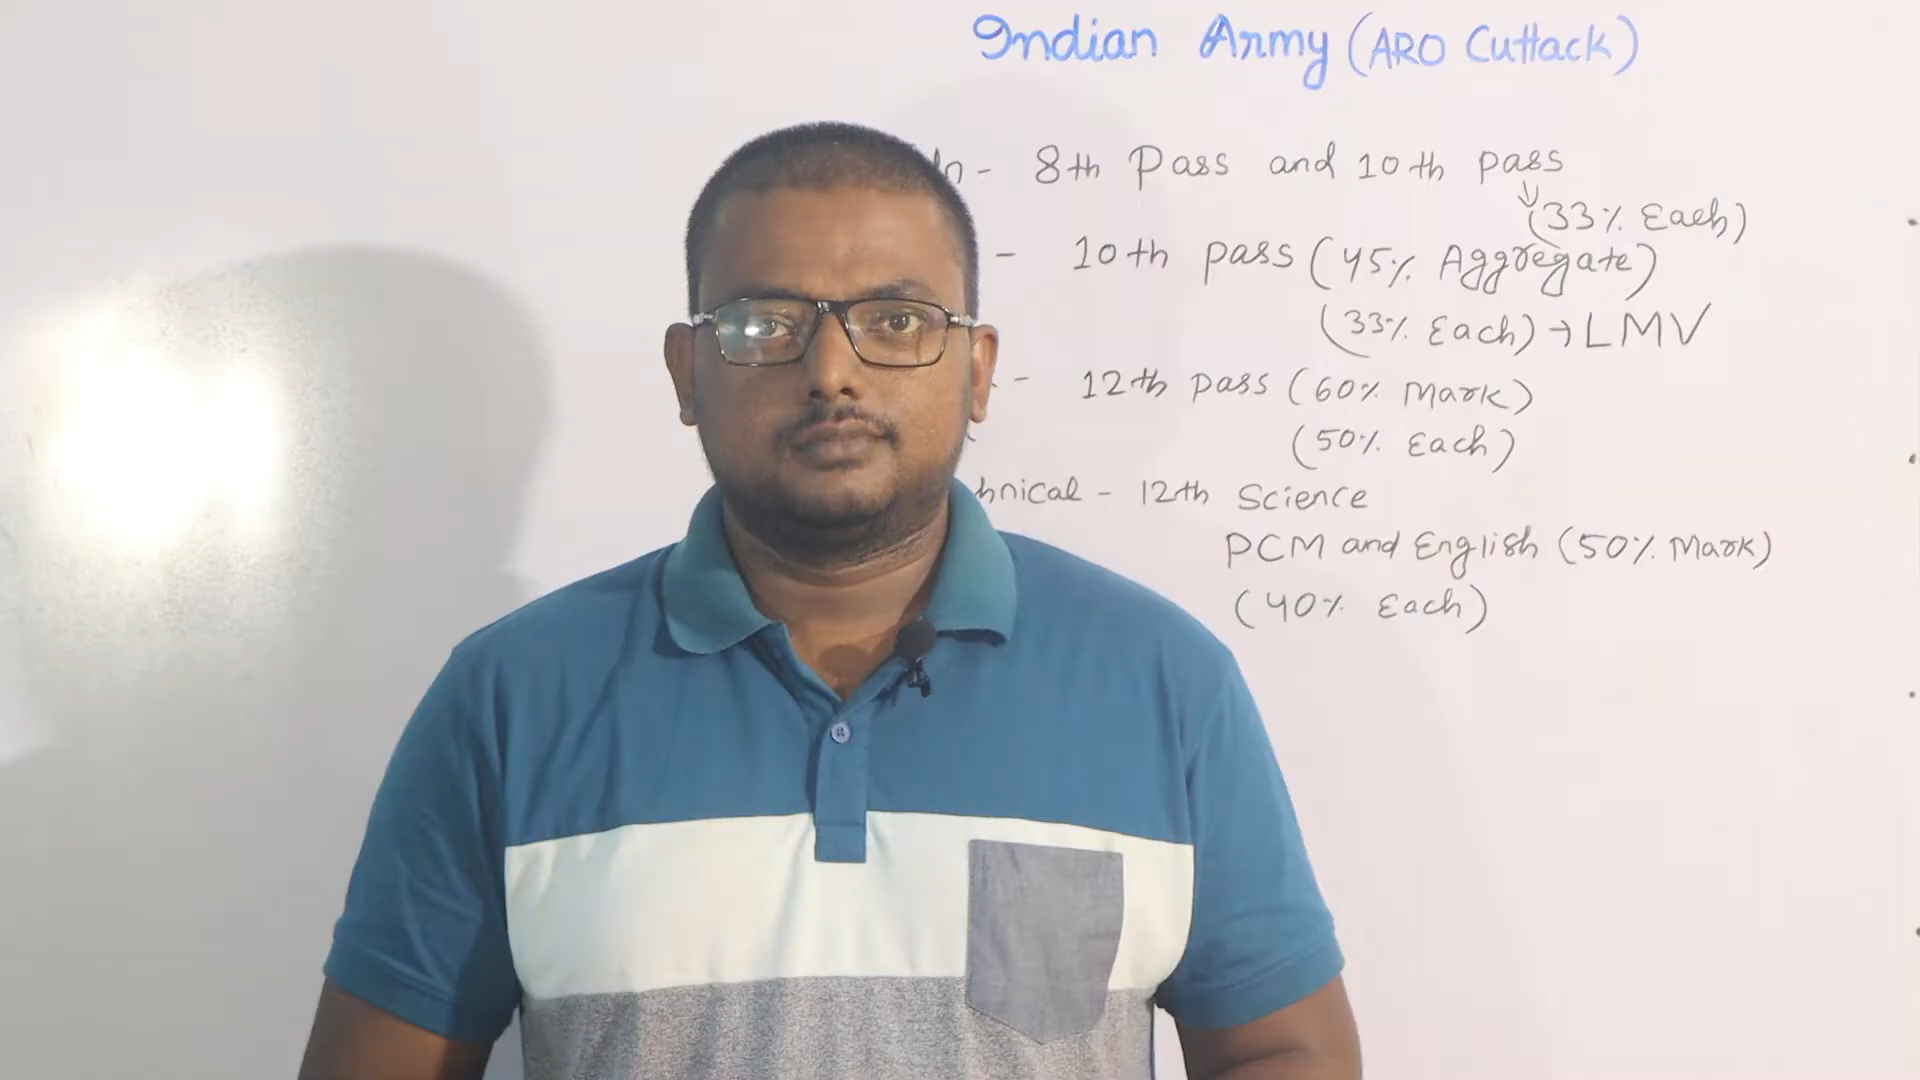 Indian Army (ARO Cuttack)
- 8th Pass and 10th pass
(33% Each)
- 10th pass (45% Aggregate)
(33% Each) → LMV
- 12th pass (60% Mark)
(50% Each)
hnical - 12th Science
PCM and English (50% Mark)
(40% Each)